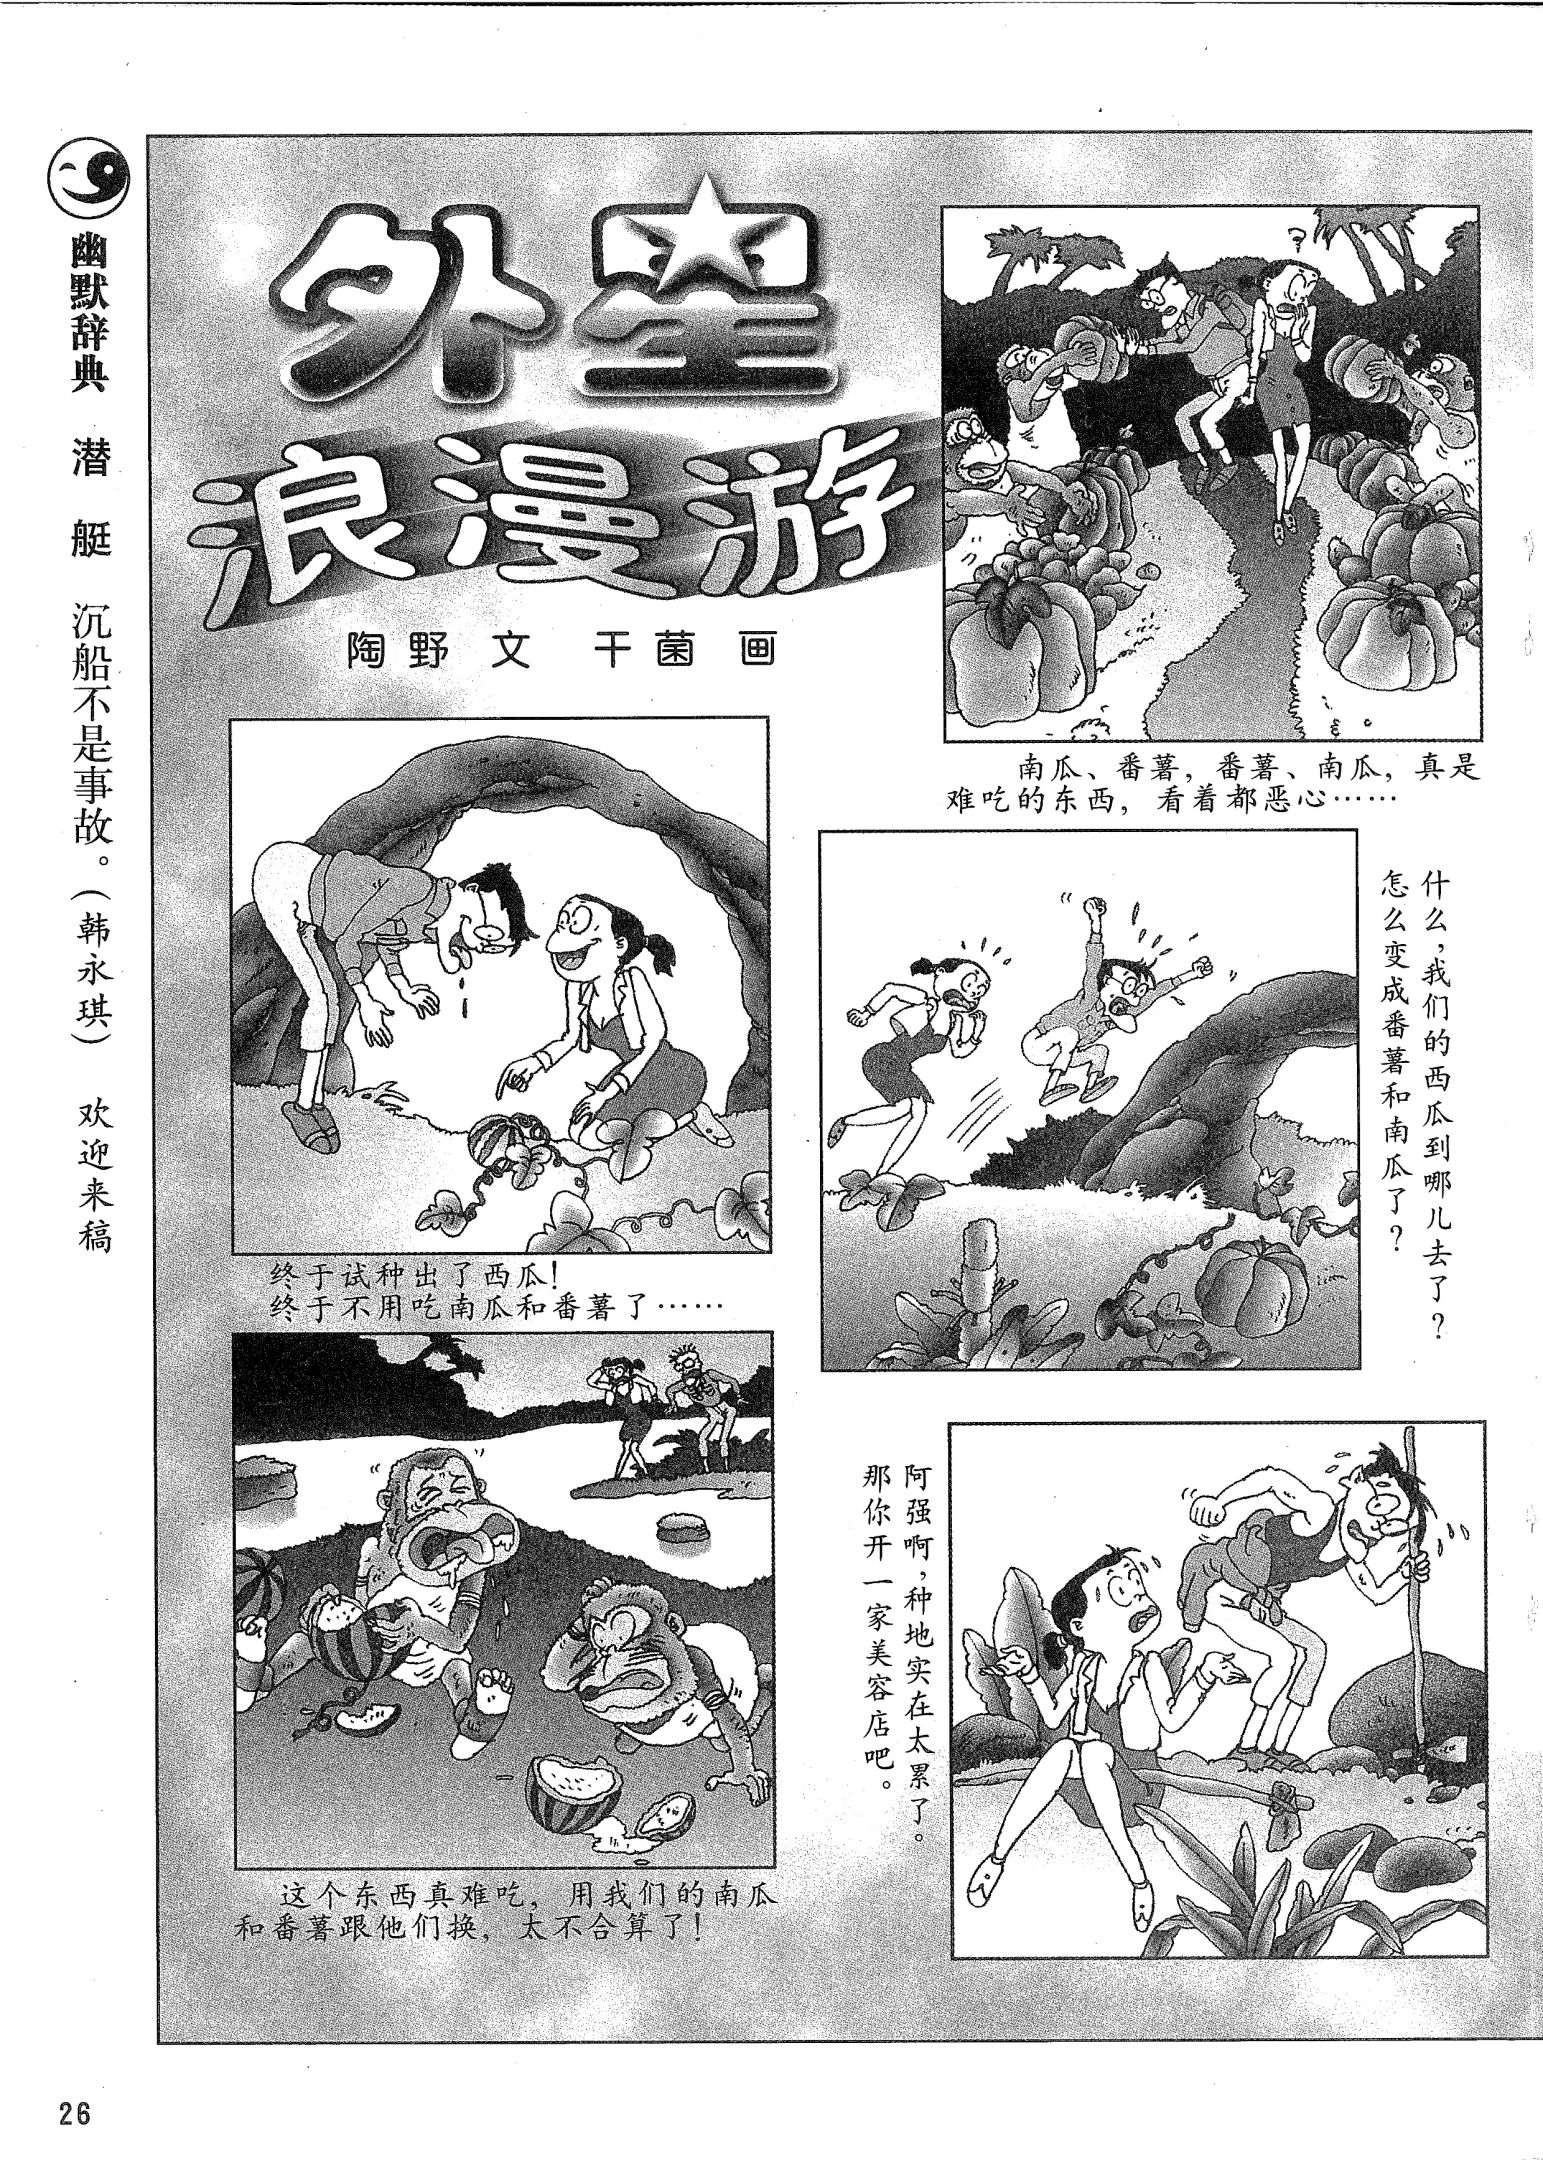 幽默辞典 潜 艇 沉船不是事故。(韩永琪) 欢迎来稿
外星
浪漫游
陶野 文 干菌 画
南瓜、番薯,番薯、南瓜,真是
难吃的东西,看着都恶心……
终于试种出了西瓜!
终于不用吃南瓜和番薯了……
什么,我们的西瓜到哪儿去了?
怎么变成番薯和南瓜了?
这个东西真难吃,用我们的南瓜
和番薯跟他们换,太不合算了!
阿强啊,种地实在太累了。
那你开一家美容店吧。
26